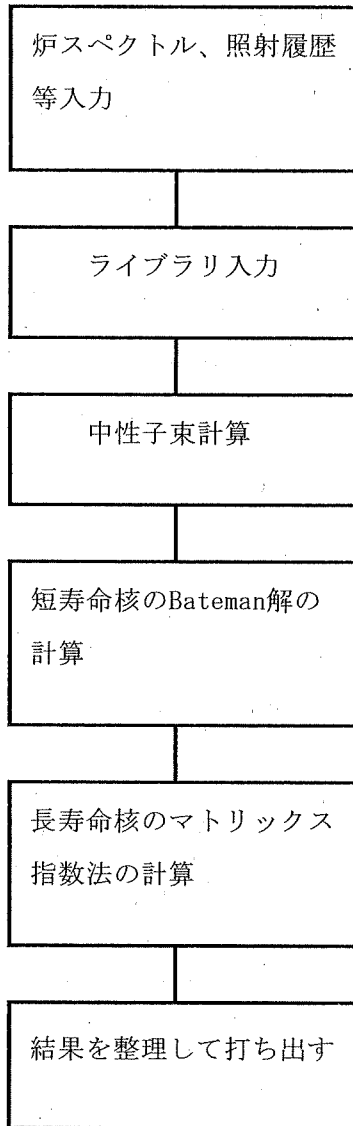 炉スペクトル、照射履歴
等入力
ライブラリ入力
中性子束計算
短寿命核のBateman解の
計算
長寿命核のマトリックス
指数法の計算
結果を整理して打ち出す